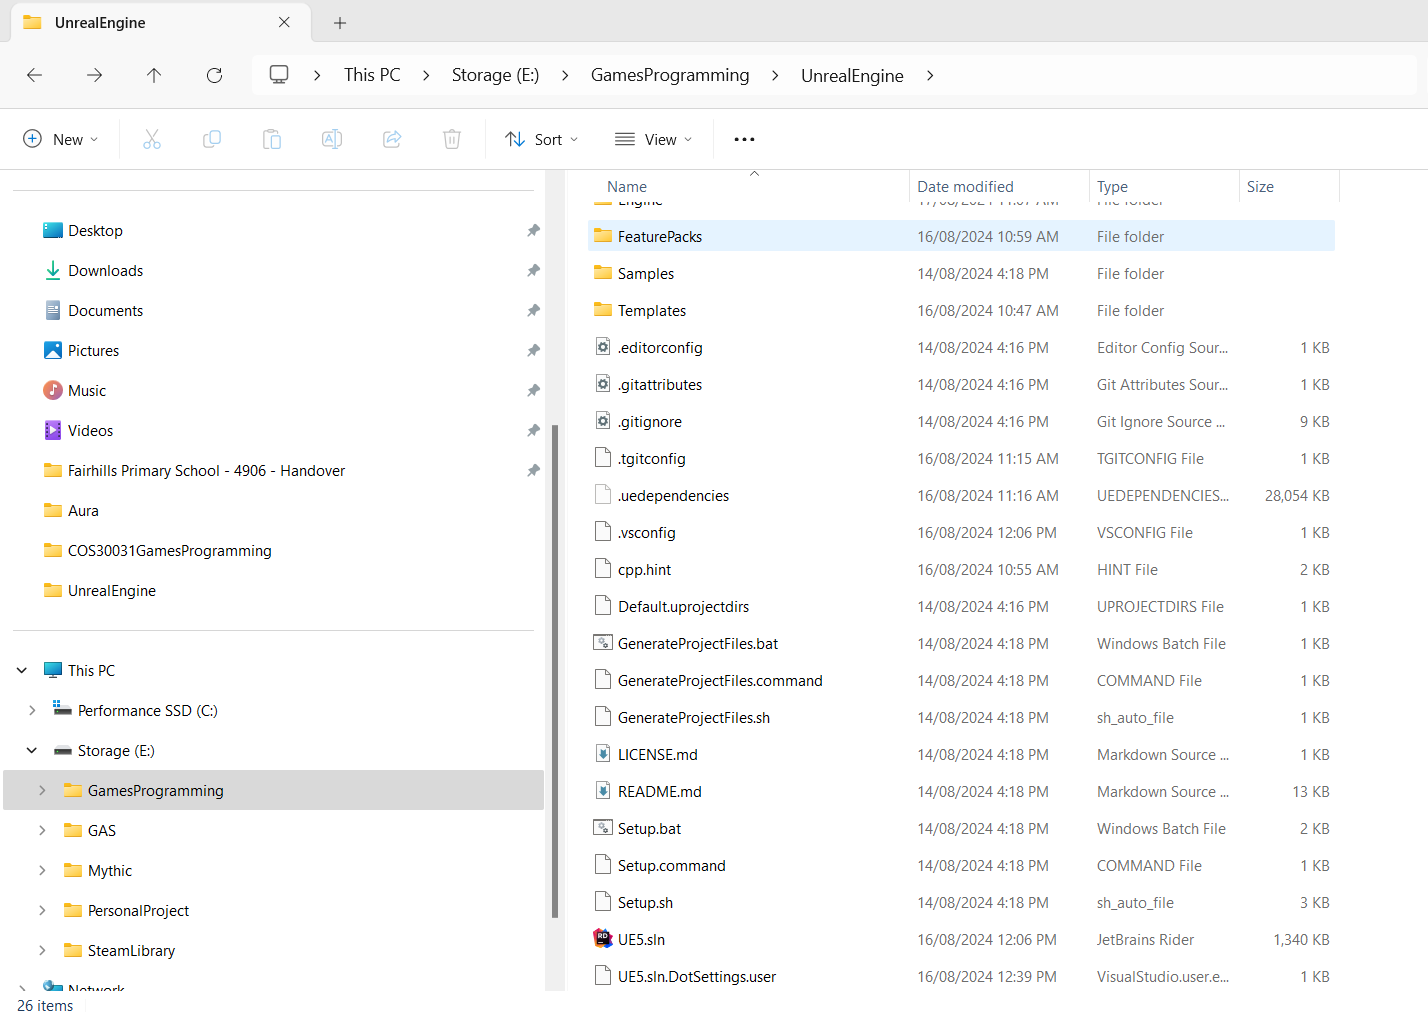 UnrealEngine
This PC > Storage (E:) > GamesProgramming > UnrealEngine >
New Sort View
Desktop
Downloads
Documents
Pictures
Music
Videos
Fairhills Primary School - 4906 - Handover
Aura
COS30031GamesProgramming
UnrealEngine
This PC
Performance SSD (C:)
Storage (E:)
GamesProgramming
GAS
Mythic
PersonalProject
SteamLibrary
Network
26 items
Name Date modified Type Size
Engine 17/08/2024 11:07 AM File folder
FeaturePacks 16/08/2024 10:59 AM File folder
Samples 14/08/2024 4:18 PM File folder
Templates 16/08/2024 10:47 AM File folder
.editorconfig 14/08/2024 4:16 PM Editor Config Sour... 1 KB
.gitattributes 14/08/2024 4:16 PM Git Attributes Sour... 1 KB
.gitignore 14/08/2024 4:16 PM Git Ignore Source ... 9 KB
.tgitconfig 16/08/2024 11:15 AM TGITCONFIG File 1 KB
.uedependencies 16/08/2024 11:16 AM UEDEPENDENCIES... 28,054 KB
.vsconfig 16/08/2024 12:06 PM VSCONFIG File 1 KB
cpp.hint 16/08/2024 10:55 AM HINT File 2 KB
Default.uprojectdirs 14/08/2024 4:16 PM UPROJECTDIRS File 1 KB
GenerateProjectFiles.bat 14/08/2024 4:18 PM Windows Batch File 1 KB
GenerateProjectFiles.command 14/08/2024 4:18 PM COMMAND File 1 KB
GenerateProjectFiles.sh 14/08/2024 4:18 PM sh_auto_file 1 KB
LICENSE.md 14/08/2024 4:18 PM Markdown Source ... 1 KB
README.md 14/08/2024 4:18 PM Markdown Source ... 13 KB
Setup.bat 14/08/2024 4:18 PM Windows Batch File 2 KB
Setup.command 14/08/2024 4:18 PM COMMAND File 1 KB
Setup.sh 14/08/2024 4:18 PM sh_auto_file 3 KB
UE5.sln 16/08/2024 12:06 PM JetBrains Rider 1,340 KB
UE5.sln.DotSettings.user 16/08/2024 12:39 PM VisualStudio.user.e... 1 KB